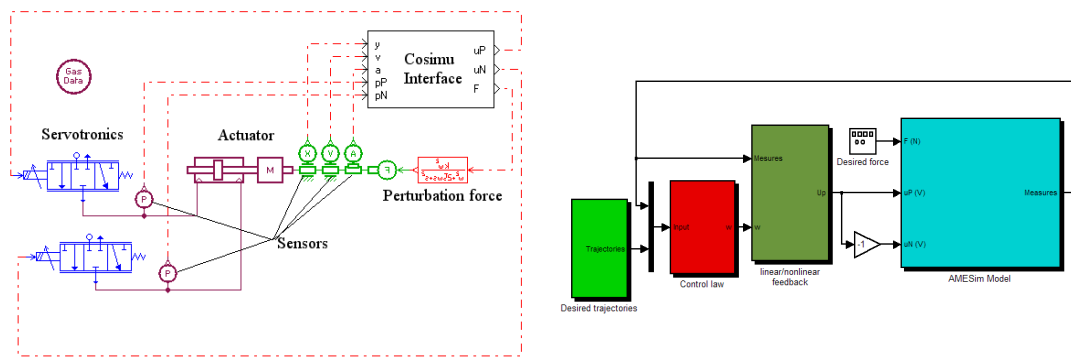 Gas
Data
Servotronics
Actuator
y
v
a
pP
pN
Cosimu
Interface
uP
uN
F
M
X
V
A
F
P
P
Perturbation force
Sensors
Desired trajectories
Trajectories
Input
w
Control law
Mesures
w
Up
linear/nonlinear
feedback
Desired force
-1
F (N)
uP (V)
uN (V)
Measures
AMESim Model